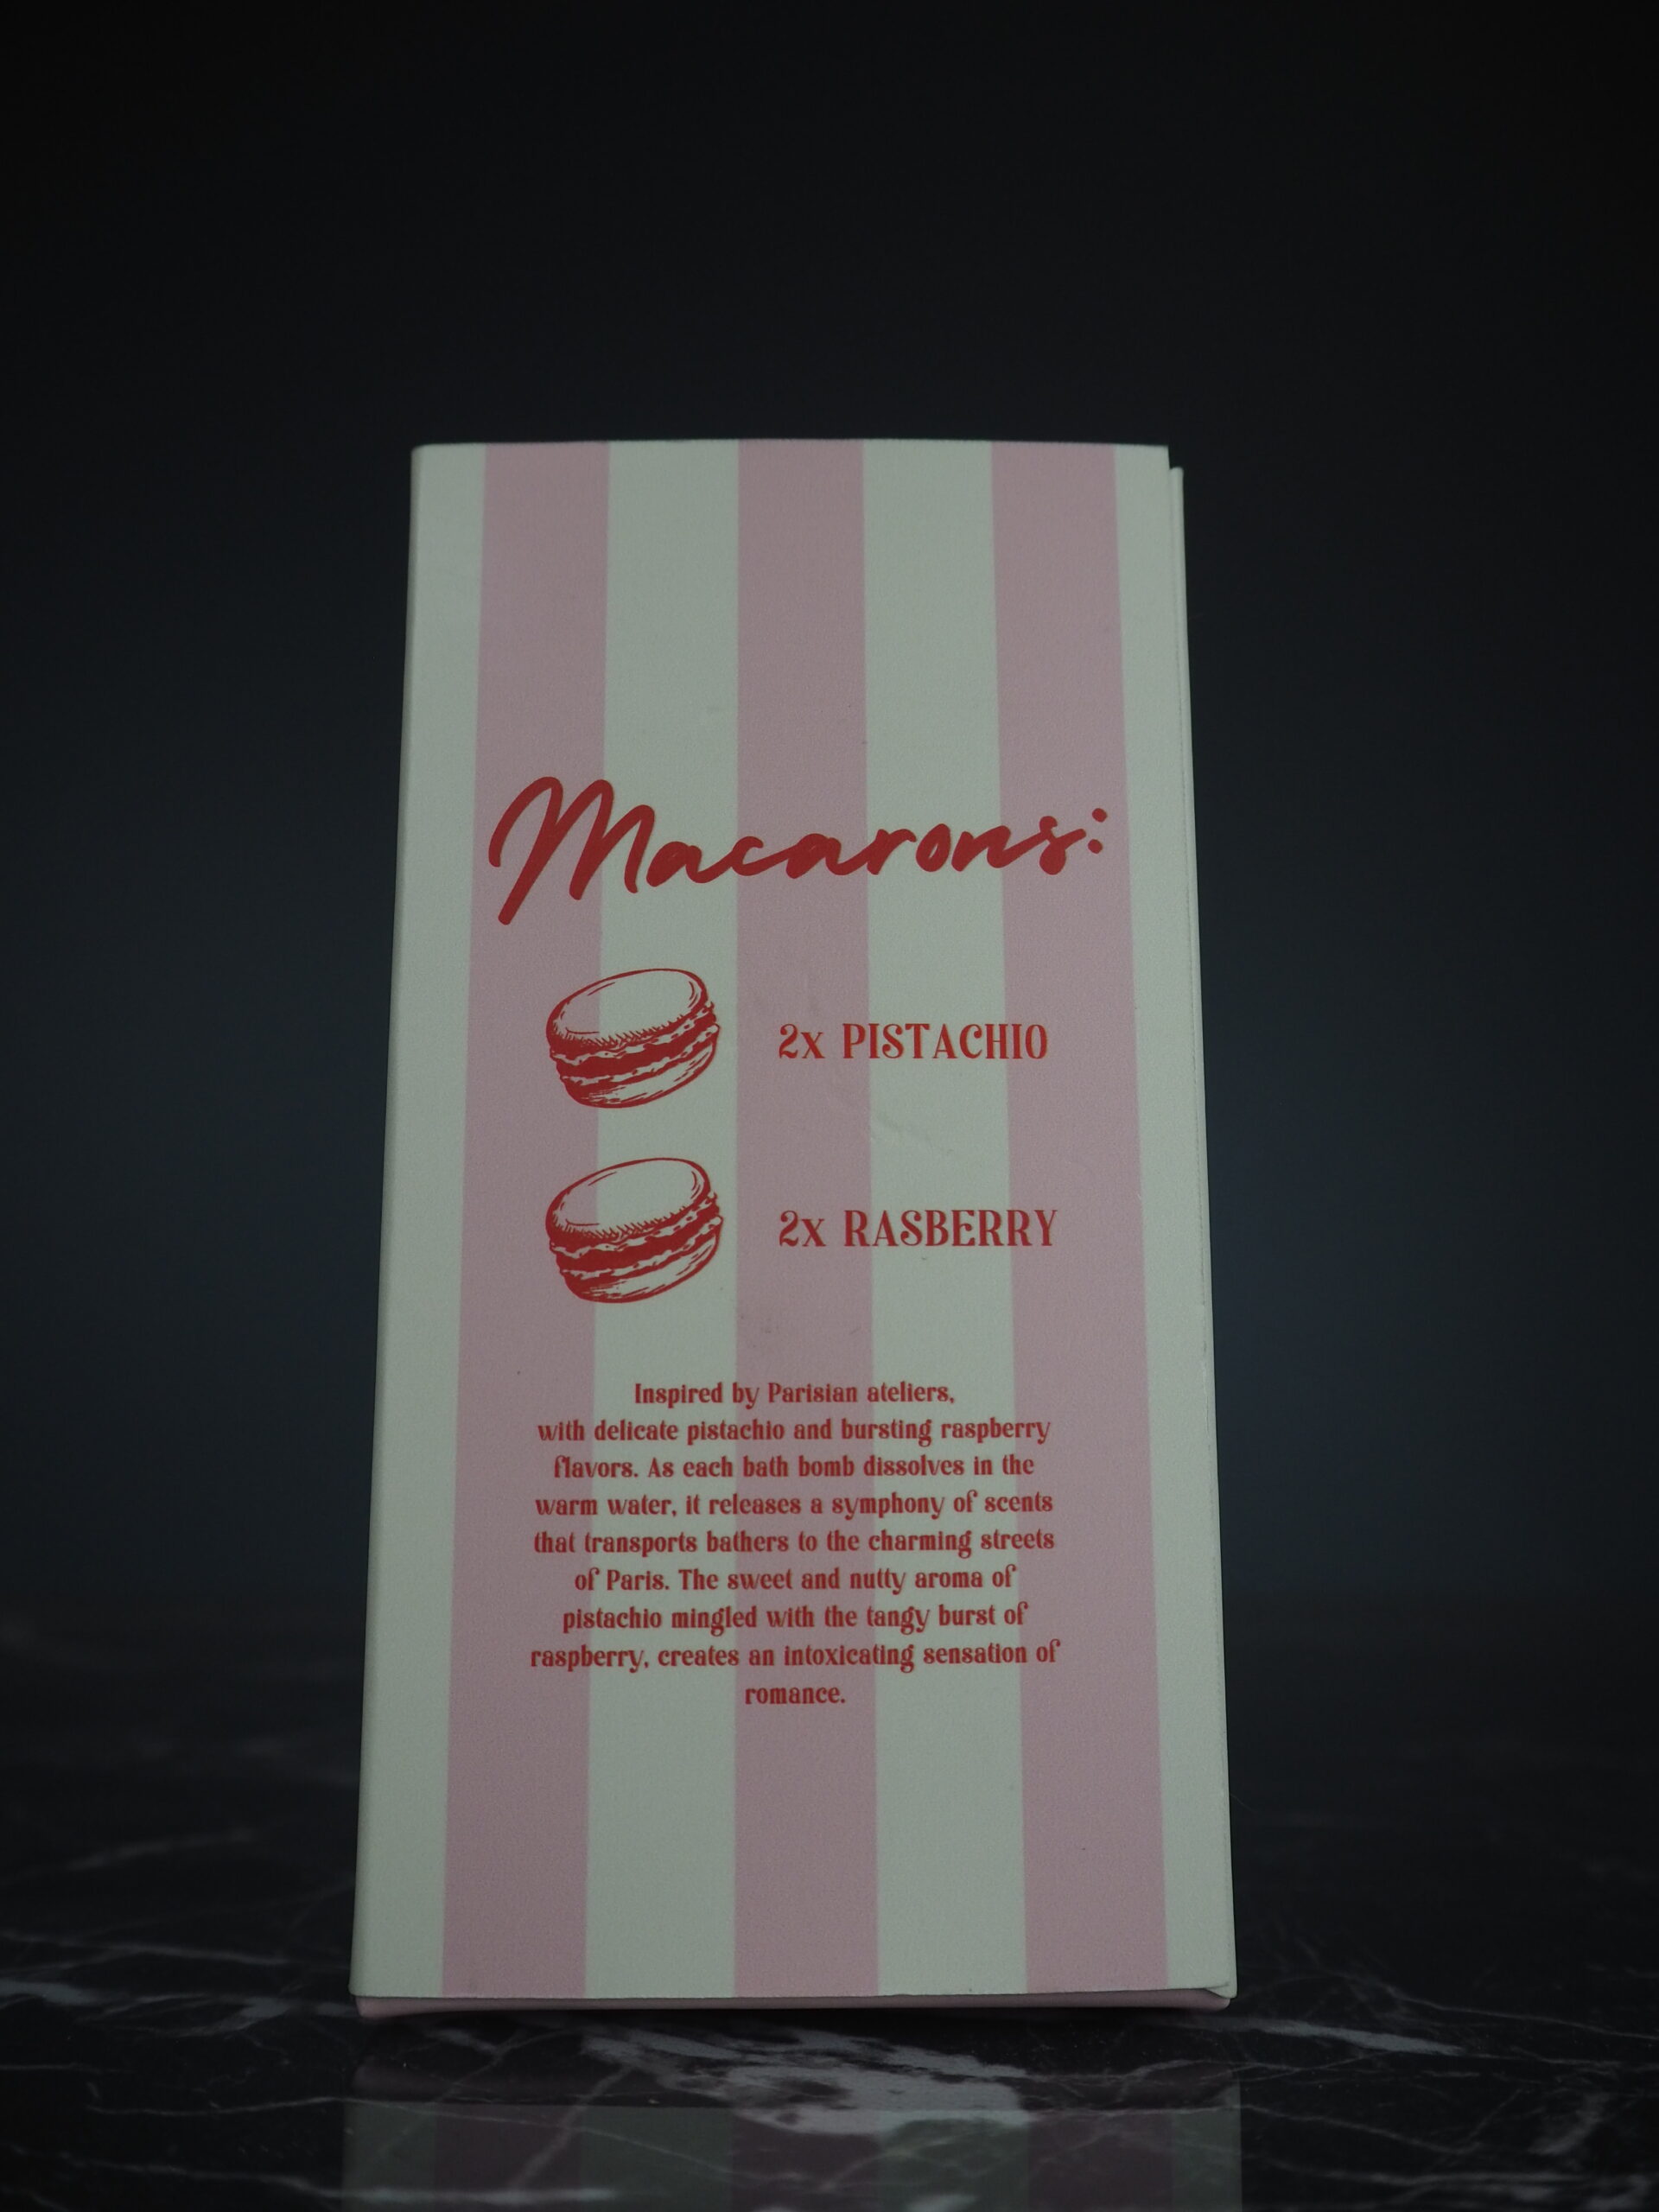 Macarons:
2x PISTACHIO
2x RASBERRY
Inspired by Parisian ateliers,
with delicate pistachio and bursting raspberry
flavors. As each bath bomb dissolves in the
warm water, it releases a symphony of scents
that transports bathers to the charming streets
of Paris. The sweet and nutty aroma of
pistachio mingled with the tangy burst of
raspberry, creates an intoxicating sensation of
romance.